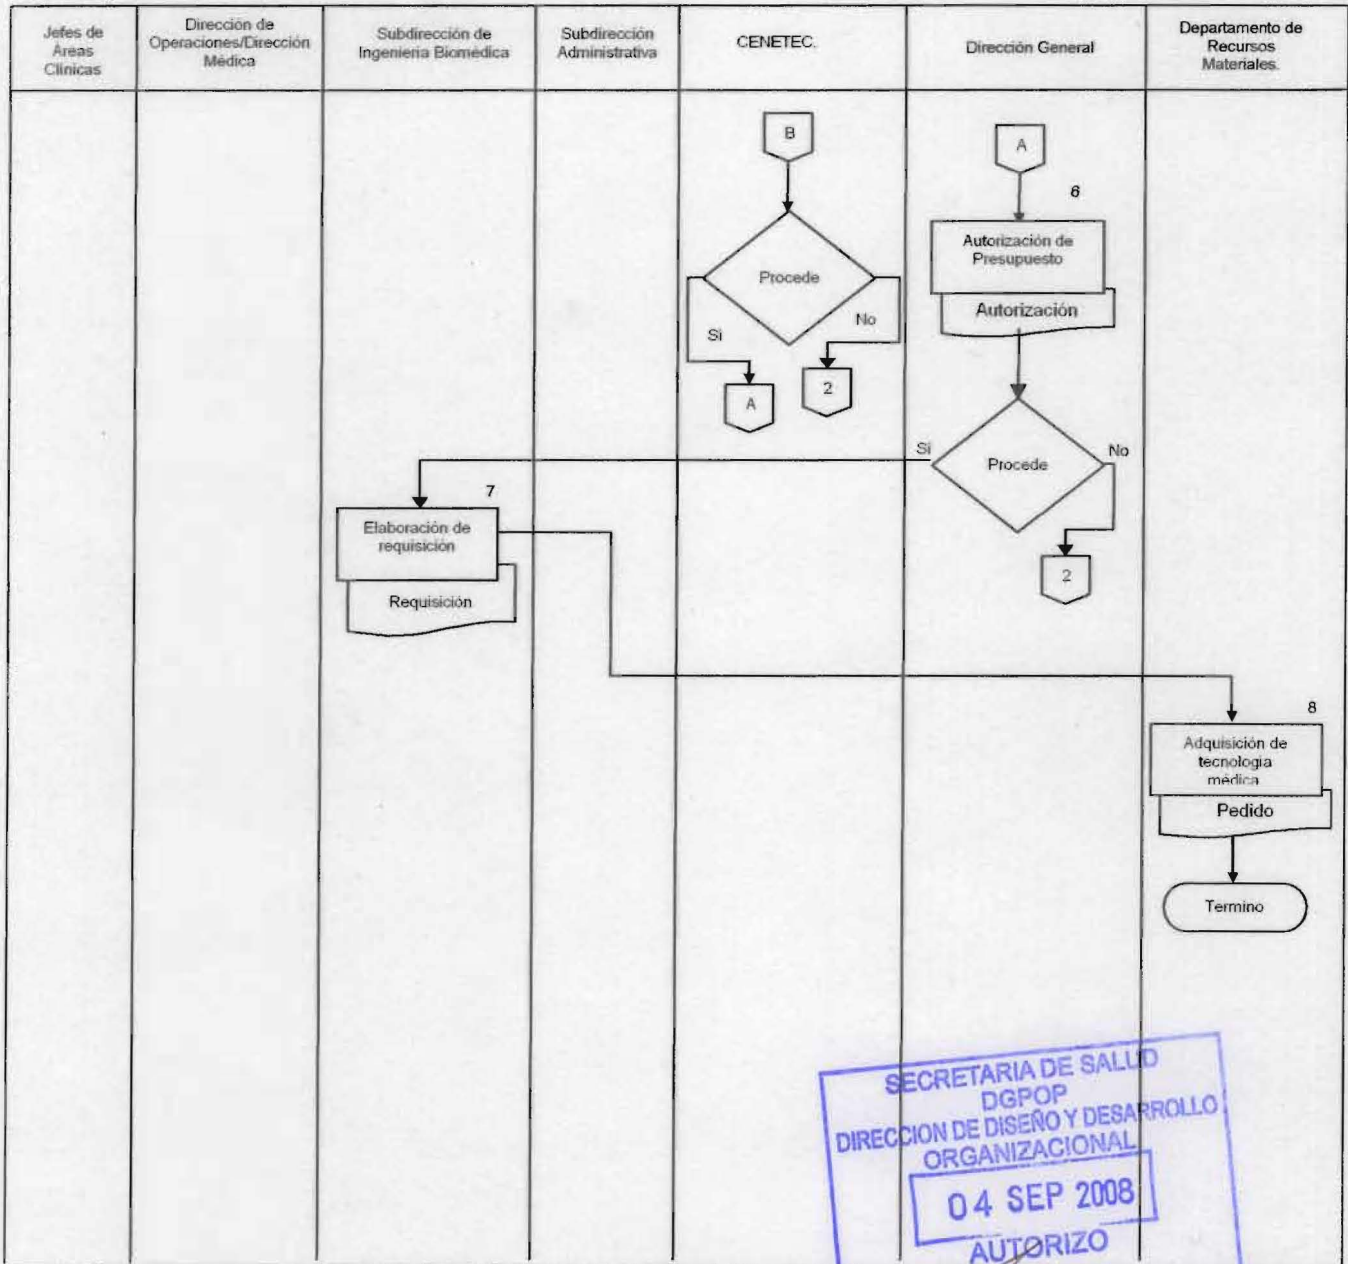 Jefes de
Áreas
Clínicas
Dirección de
Operaciones/Dirección
Médica
Subdirección de
Ingeniería Biomédica
Subdirección
Administrativa
CENETEC.
Dirección General
Departamento de
Recursos
Materiales.
B
A
6
Procede
Autorización de
Presupuesto
Autorización
Si
No
A
2
Si
Procede
No
7
Elaboración de
requisición
Requisición
2
8
Adquisición de
tecnología
médica
Pedido
Termino
SECRETARIA DE SALUD
DGPOP
DIRECCION DE DISEÑO Y DESARROLLO
ORGANIZACIONAL
04 SEP 2008
AUTORIZO